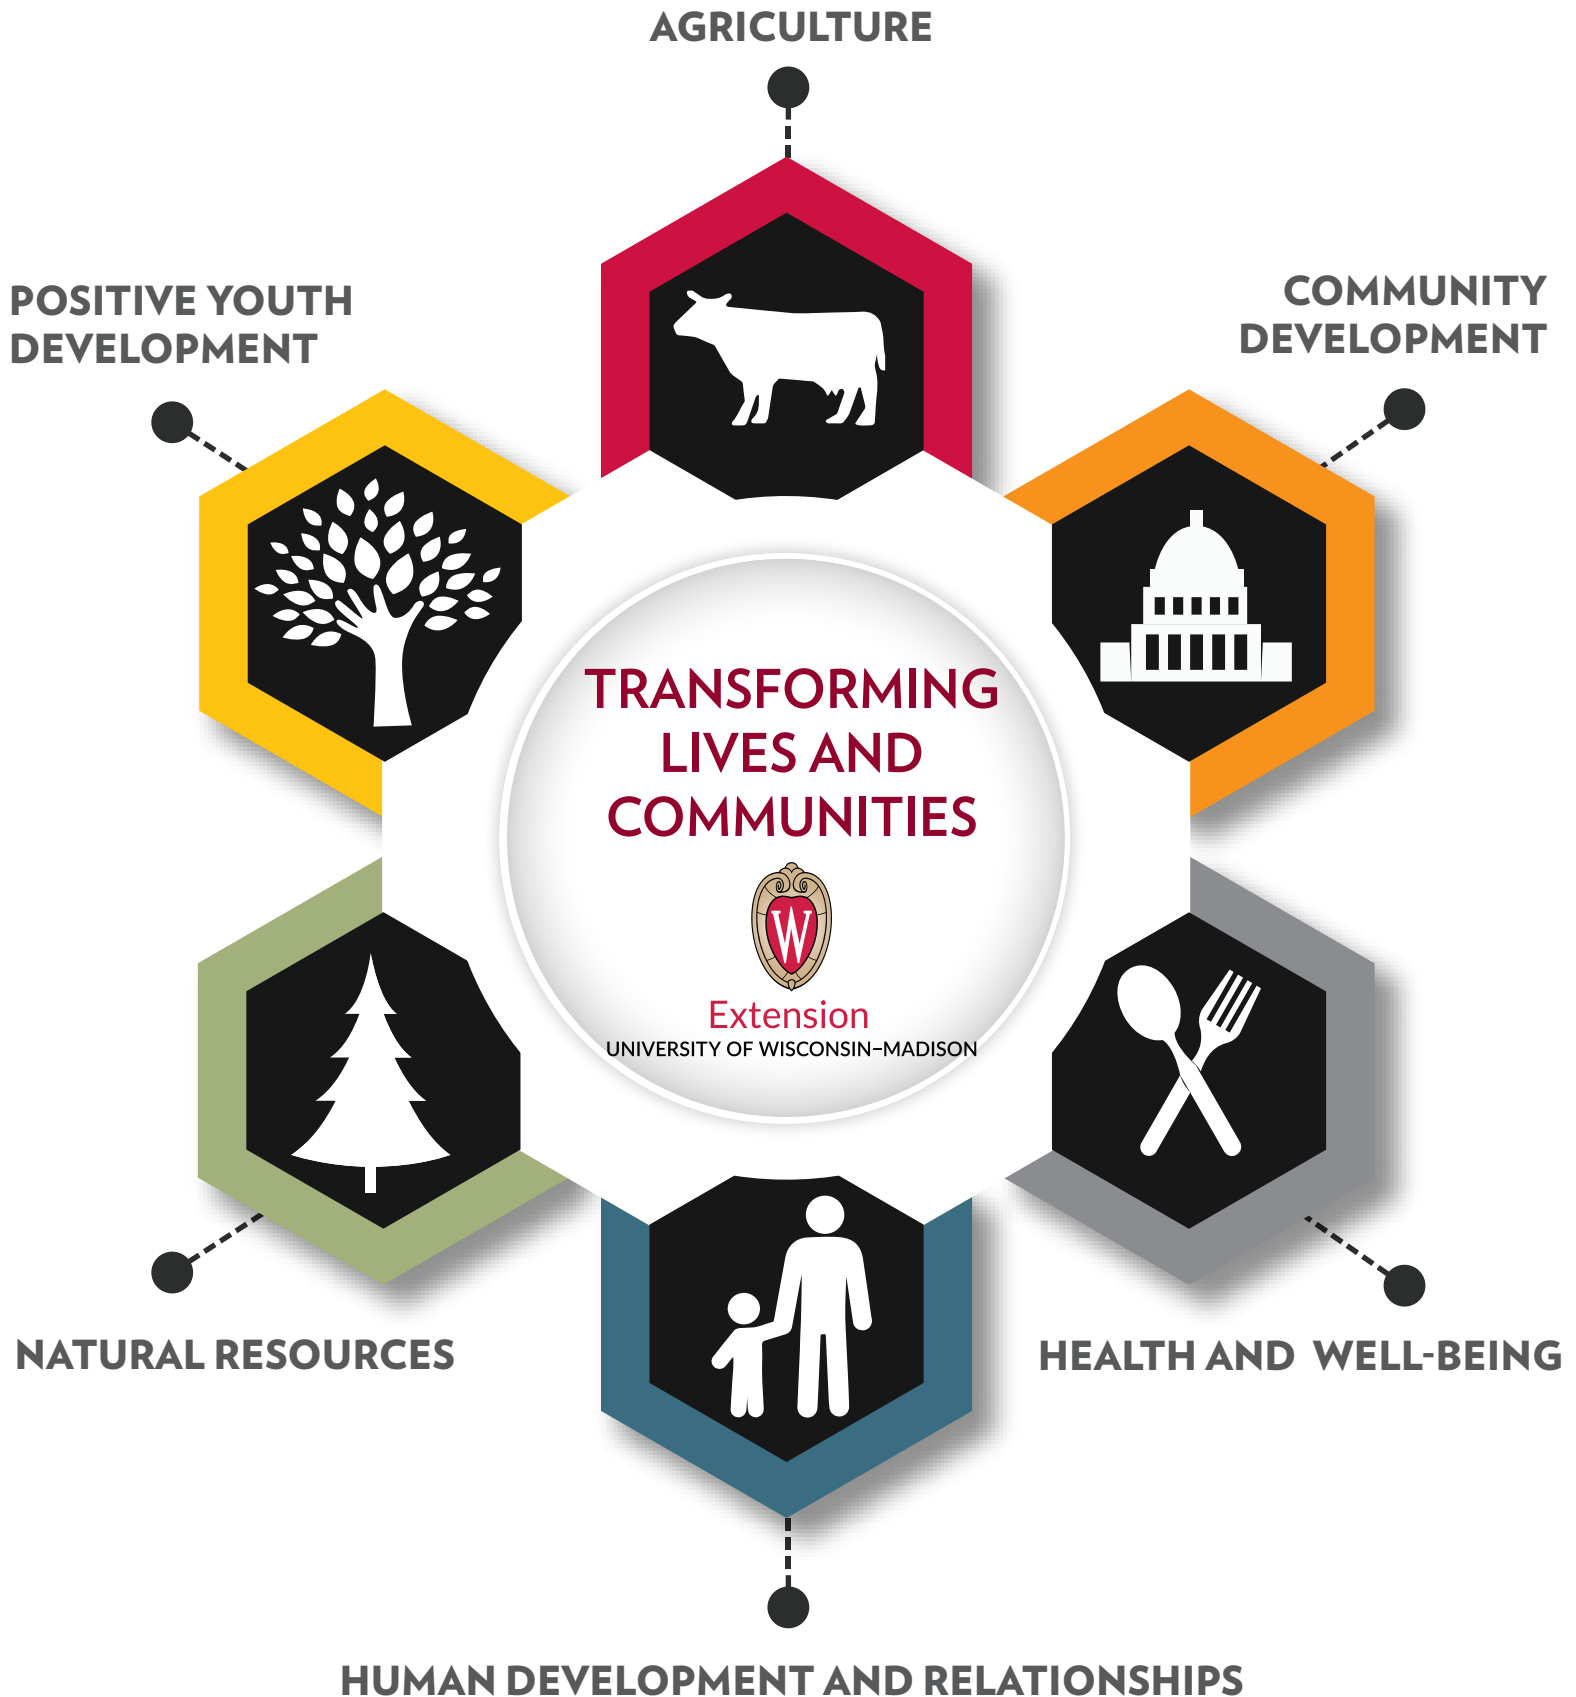 AGRICULTURE
POSITIVE YOUTH
DEVELOPMENT
COMMUNITY
DEVELOPMENT
TRANSFORMING
LIVES AND
COMMUNITIES
W
Extension
UNIVERSITY OF WISCONSIN–MADISON
NATURAL RESOURCES
HEALTH AND WELL-BEING
HUMAN DEVELOPMENT AND RELATIONSHIPS